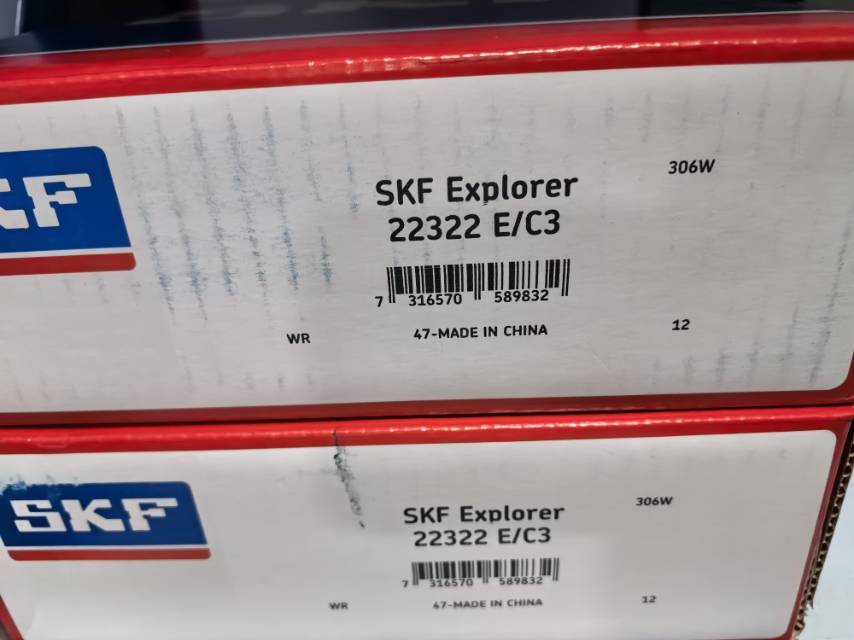 SKF
SKF Explorer
22322 E/C3
306W
7 316570 589832
WR
47-MADE IN CHINA
12
SKF
SKF Explorer
22322 E/C3
306W
7 316570 589832
WR
47-MADE IN CHINA
12